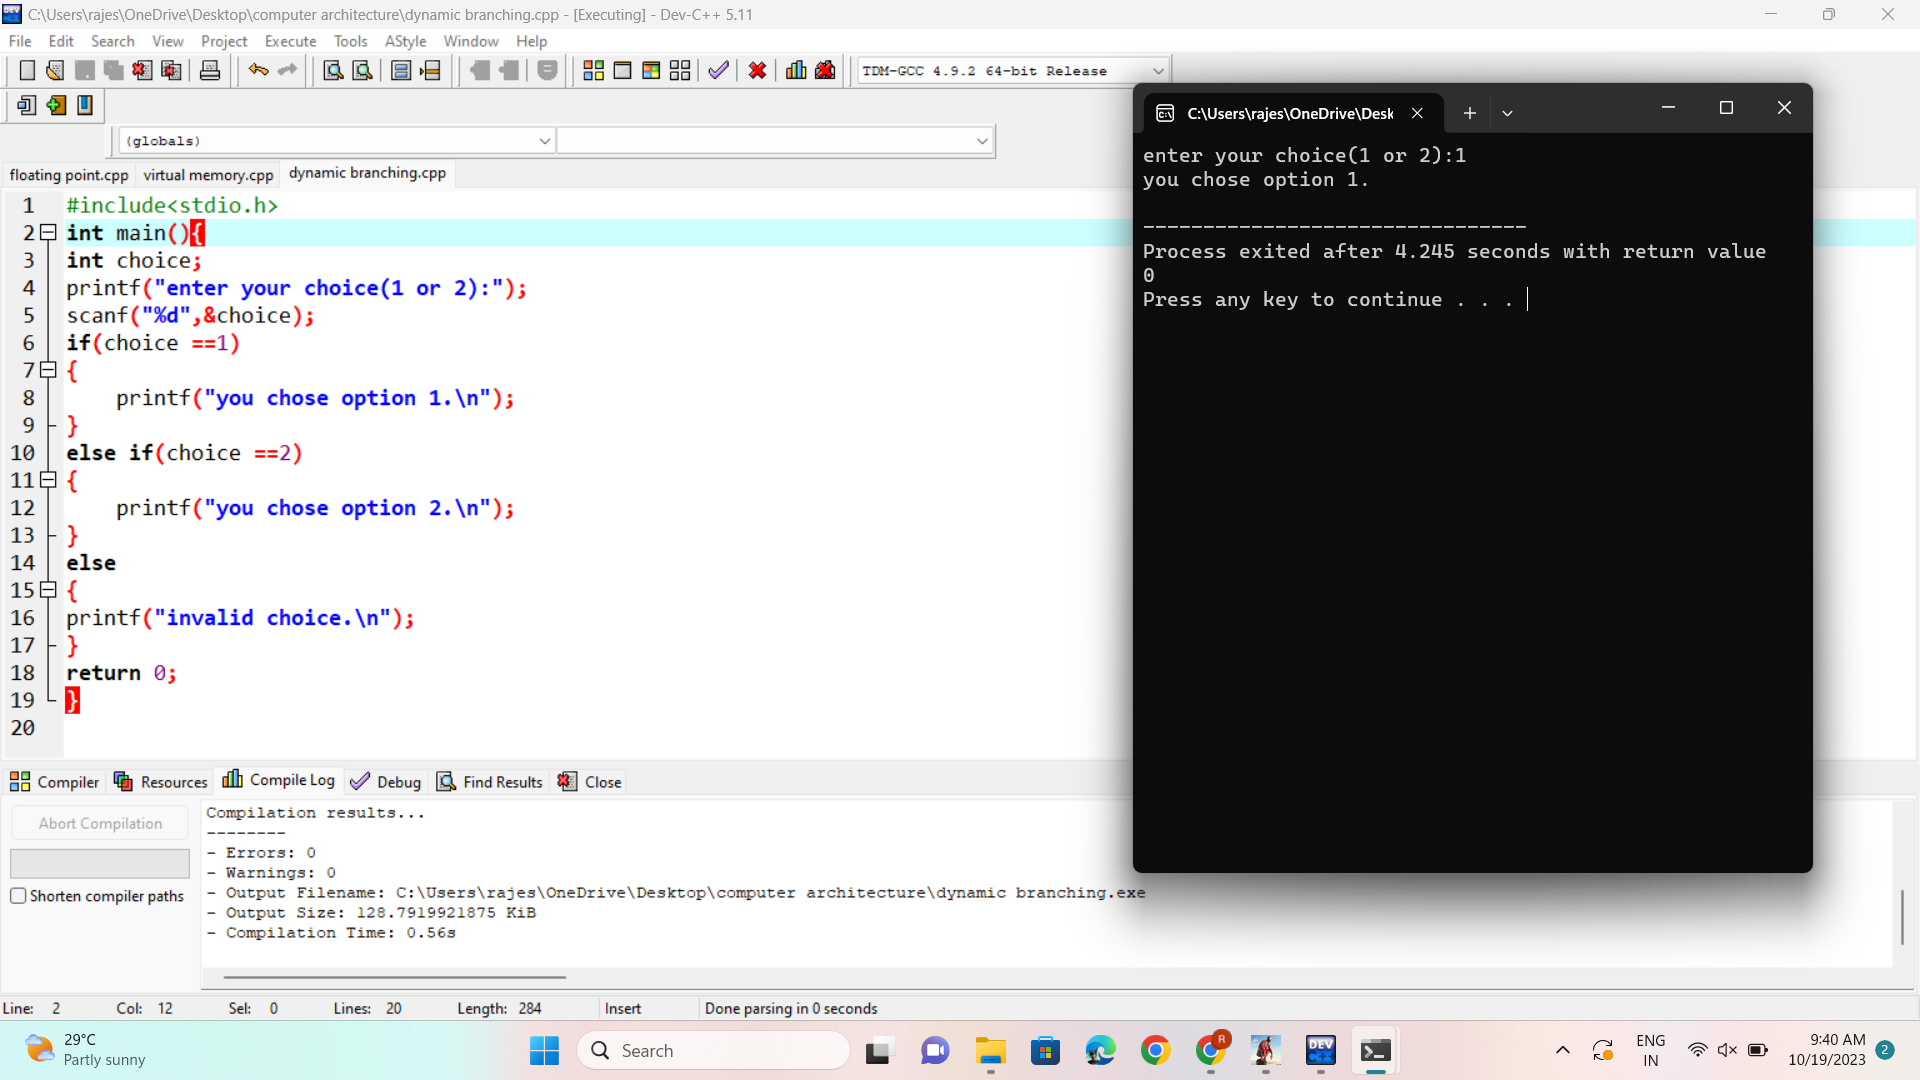 C:\Users\rajes\OneDrive\Desktop\computer architecture\dynamic branching.cpp - [Executing] - Dev-C++ 5.11
File Edit Search View Project Execute Tools AStyle Window Help
TDM-GCC 4.9.2 64-bit Release
(globals)
floating point.cpp virtual memory.cpp dynamic branching.cpp
1 #include<stdio.h>
2 int main(){
3 int choice;
4 printf("enter your choice(1 or 2):");
5 scanf("%d",&choice);
6 if(choice ==1)
7 {
8 printf("you chose option 1.\n");
9 }
10 else if(choice ==2)
11 {
12 printf("you chose option 2.\n");
13 }
14 else
15 {
16 printf("invalid choice.\n");
17 }
18 return 0;
19 }
20
C:\Users\rajes\OneDrive\Desk
enter your choice(1 or 2):1
you chose option 1.
--------------------------------
Process exited after 4.245 seconds with return value
0
Press any key to continue . . .
Compiler Resources Compile Log Debug Find Results Close
Abort Compilation
Shorten compiler paths
Compilation results...
--------
- Errors: 0
- Warnings: 0
- Output Filename: C:\Users\rajes\OneDrive\Desktop\computer architecture\dynamic branching.exe
- Output Size: 128.7919921875 KiB
- Compilation Time: 0.56s
Line: 2 Col: 12 Sel: 0 Lines: 20 Length: 284 Insert Done parsing in 0 seconds
29°C
Partly sunny
Search
R
DEV
ENG
IN
9:40 AM
10/19/2023
2